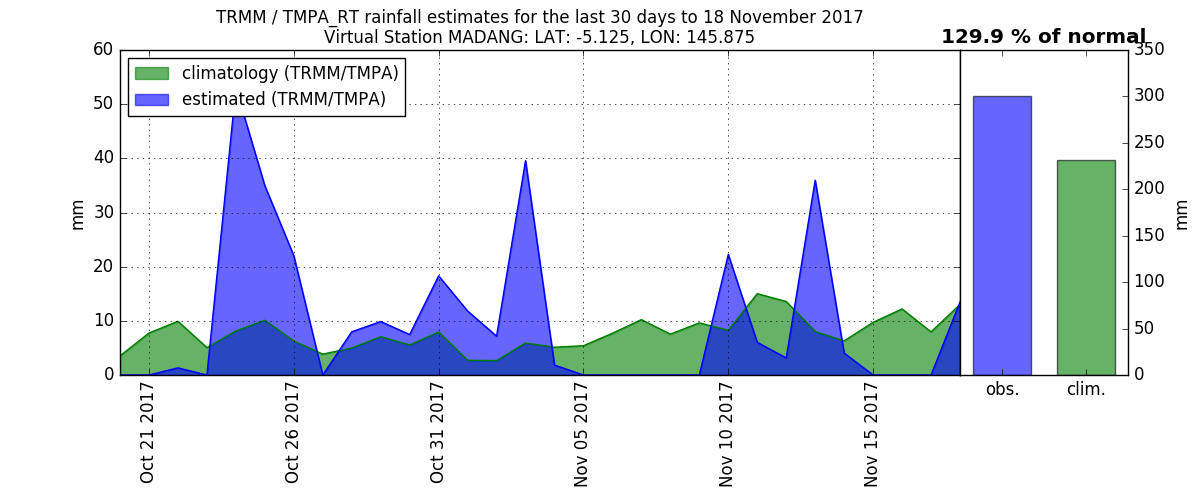 TRMM / TMPA_RT rainfall estimates for the last 30 days to 18 November 2017
Virtual Station MADANG: LAT: -5.125, LON: 145.875
129.9 % of normal
climatology (TRMM/TMPA)
estimated (TRMM/TMPA)
60
50
40
30
20
10
0
mm
Oct 21 2017
Oct 26 2017
Oct 31 2017
Nov 05 2017
Nov 10 2017
Nov 15 2017
obs.
clim.
350
300
250
200
150
100
50
0
mm